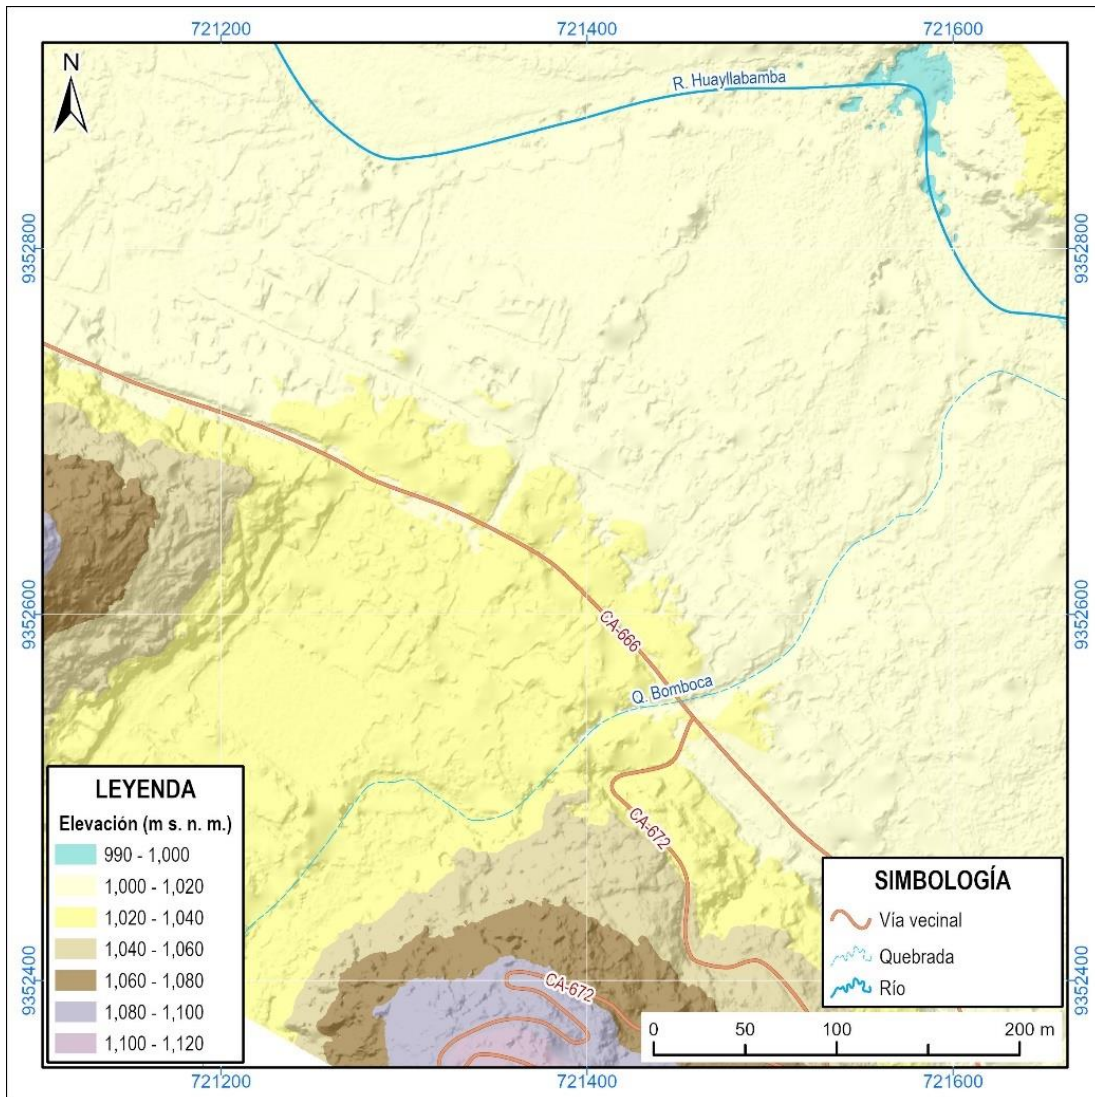 721200
721400
721600
N
R. Huayllabamba
9352800
9352800
9352600
9352600
CA-666
Q. Bomboca
CA-672
CA-672
9352400
9352400
LEYENDA
Elevación (m s. n. m.)
990 - 1,000
1,000 - 1,020
1,020 - 1,040
1,040 - 1,060
1,060 - 1,080
1,080 - 1,100
1,100 - 1,120
SIMBOLOGÍA
Vía vecinal
Quebrada
Río
0 50 100 200 m
721200
721400
721600